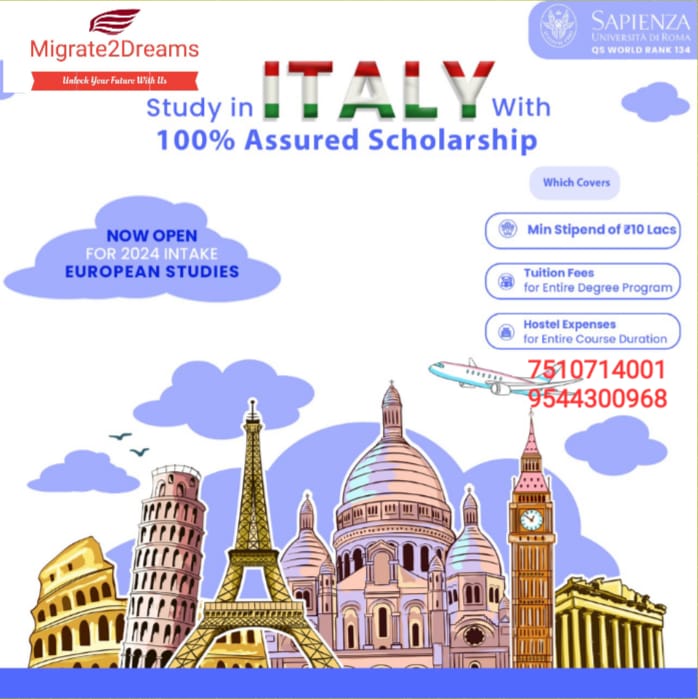 Migrate2Dreams
Unlock Your Future With Us
SAPIENZA
UNIVERSITÀ DI ROMA
QS WORLD RANK 134
Study in ITALY With
100% Assured Scholarship
Which Covers
Min Stipend of ₹10 Lacs
Tuition Fees
for Entire Degree Program
Hostel Expenses
for Entire Course Duration
NOW OPEN
FOR 2024 INTAKE
EUROPEAN STUDIES
7510714001
9544300968